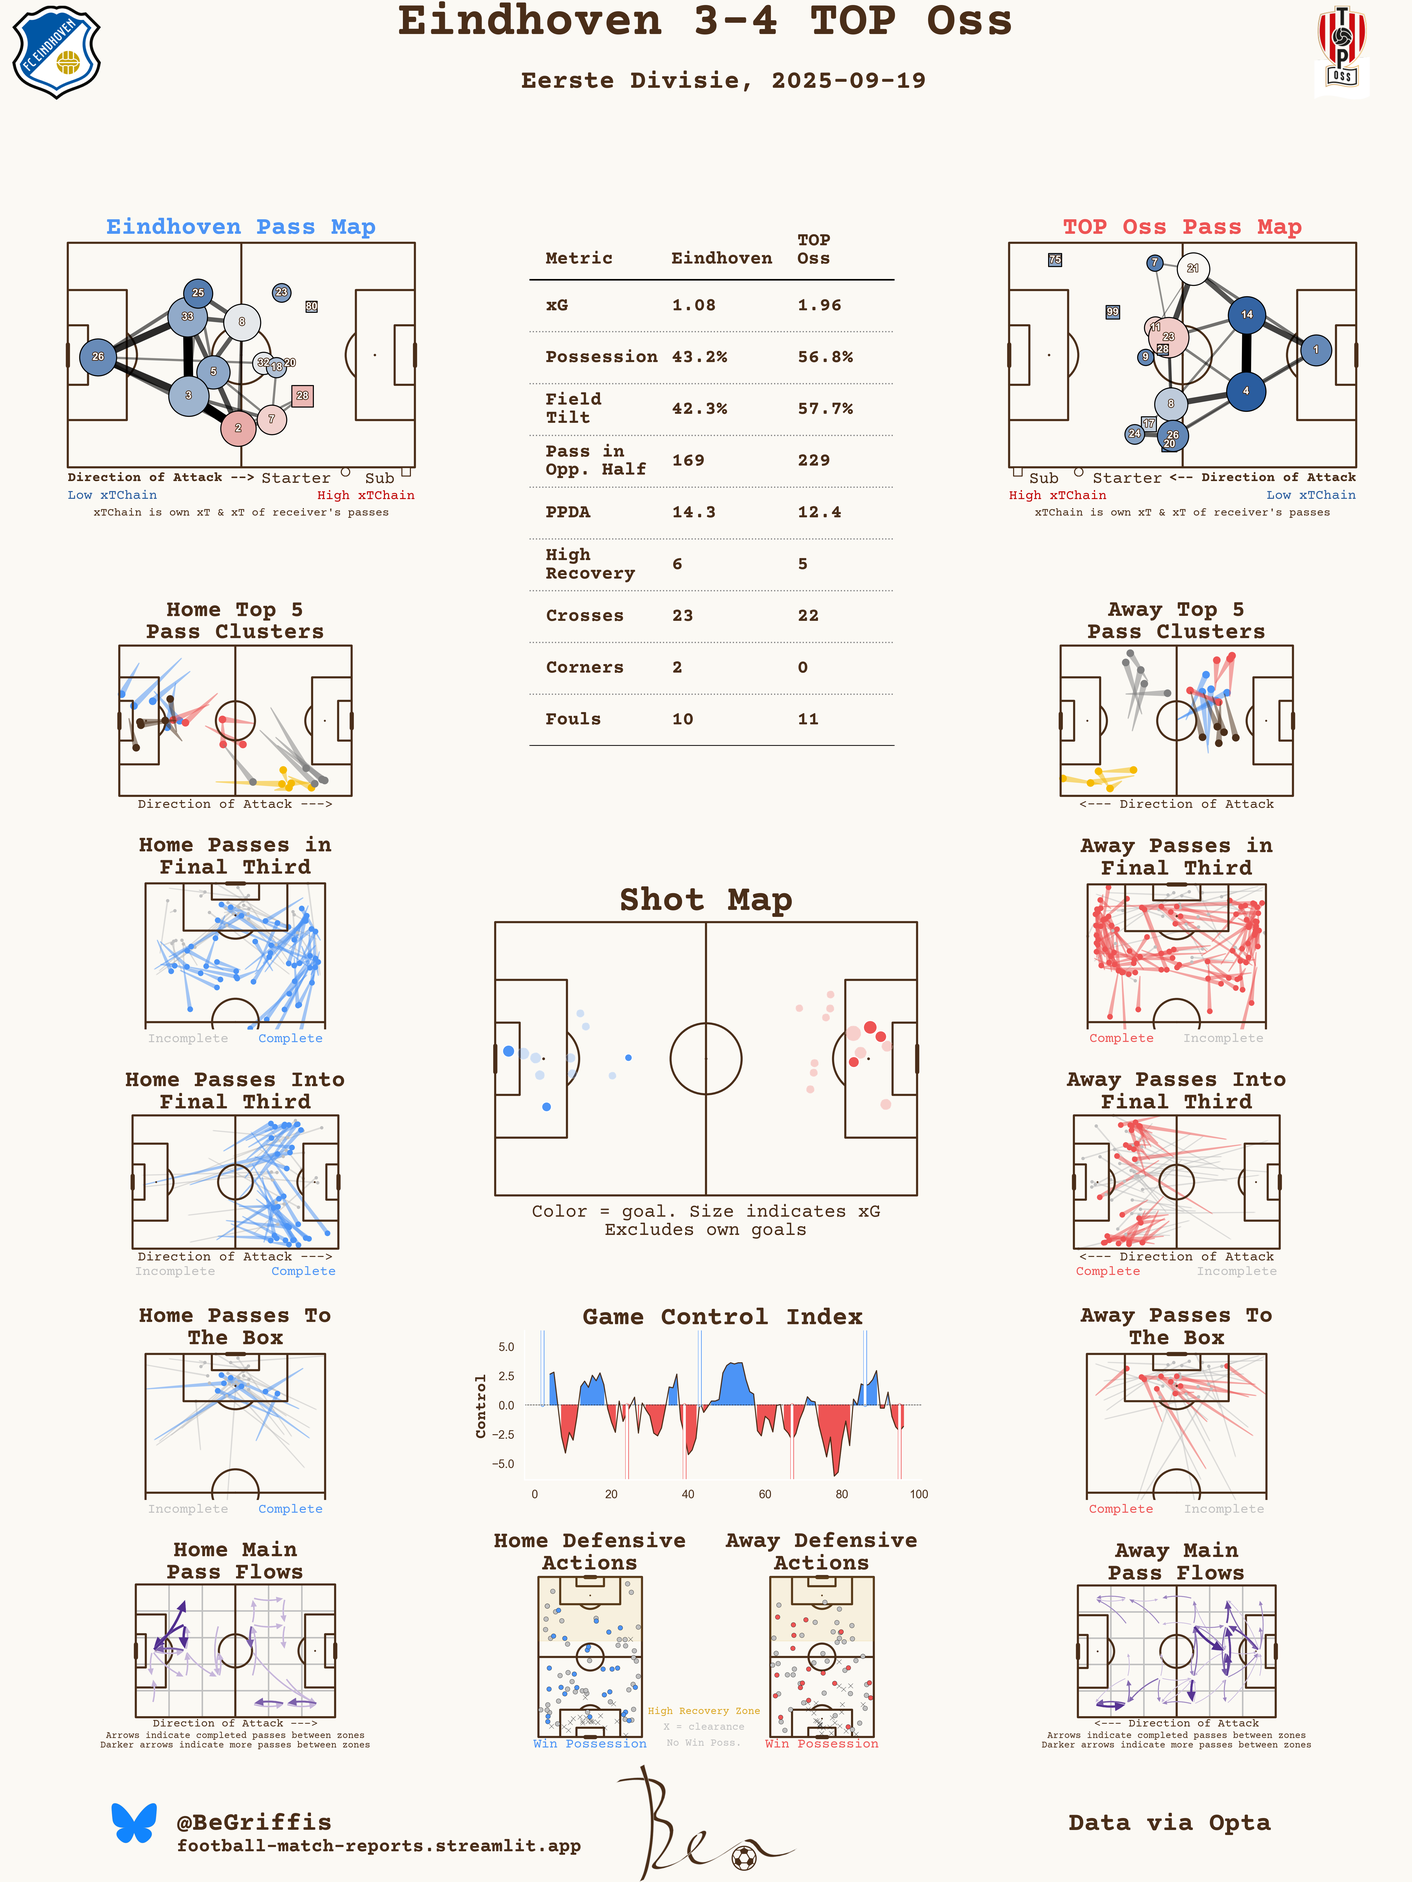 Eindhoven 3-4 TOP Oss
Eerste Divisie, 2025-09-19
FC EINDHOVEN
TOP
OSS
Eindhoven Pass Map
25
33
8
23
80
26
5
32
18
20
3
28
7
2
Direction of Attack --> Starter Sub
Low xTChain High xTChain
xTChain is own xT & xT of receiver's passes
Metric Eindhoven TOP Oss
xG 1.08 1.96
Possession 43.2% 56.8%
Field Tilt 42.3% 57.7%
Pass in Opp. Half 169 229
PPDA 14.3 12.4
High Recovery 6 5
Crosses 23 22
Corners 2 0
Fouls 10 11
TOP Oss Pass Map
75
7
21
99
14
11
23
28
9
1
4
8
17
24
26
20
Sub Starter <-- Direction of Attack
High xTChain Low xTChain
xTChain is own xT & xT of receiver's passes
Home Top 5
Pass Clusters
Direction of Attack --->
Away Top 5
Pass Clusters
<--- Direction of Attack
Home Passes in
Final Third
Incomplete Complete
Away Passes in
Final Third
Complete Incomplete
Shot Map
Color = goal. Size indicates xG
Excludes own goals
Home Passes Into
Final Third
Direction of Attack --->
Incomplete Complete
Away Passes Into
Final Third
<--- Direction of Attack
Complete Incomplete
Home Passes To
The Box
Incomplete Complete
Game Control Index
Control
5.0
2.5
0.0
−2.5
−5.0
0 20 40 60 80 100
Away Passes To
The Box
Complete Incomplete
Home Main
Pass Flows
Direction of Attack --->
Arrows indicate completed passes between zones
Darker arrows indicate more passes between zones
Home Defensive
Actions
Win Possession
High Recovery Zone
X = clearance
No Win Poss.
Away Defensive
Actions
Win Possession
Away Main
Pass Flows
<--- Direction of Attack
Arrows indicate completed passes between zones
Darker arrows indicate more passes between zones
@BeGriffis
football-match-reports.streamlit.app
Ben
Data via Opta